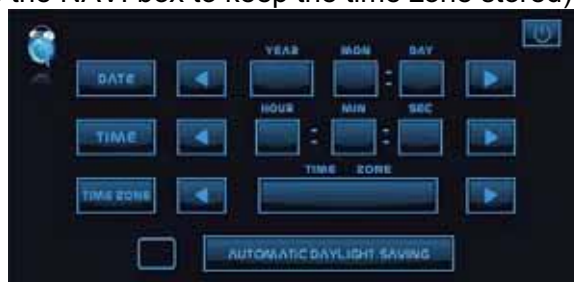 the NAVI box to keep the time zone stored)
YEAR MON DAY
DATE :
HOUR MIN SEC
TIME : :
TIME ZONE
TIME ZONE
AUTOMATIC DAYLIGHT SAVING